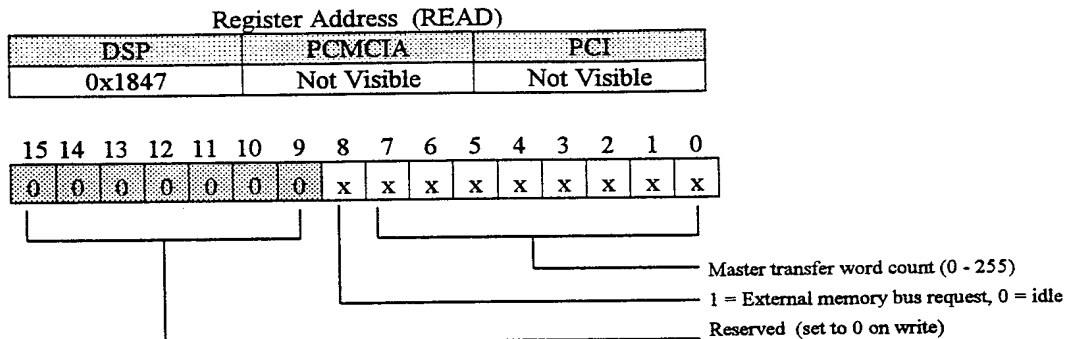 Register Address (READ)
DSP PCMCIA PCI
0x1847 Not Visible Not Visible
15 14 13 12 11 10 9 8 7 6 5 4 3 2 1 0
0 0 0 0 0 0 0 x x x x x x x x x
Master transfer word count (0 - 255)
1 = External memory bus request, 0 = idle
Reserved (set to 0 on write)